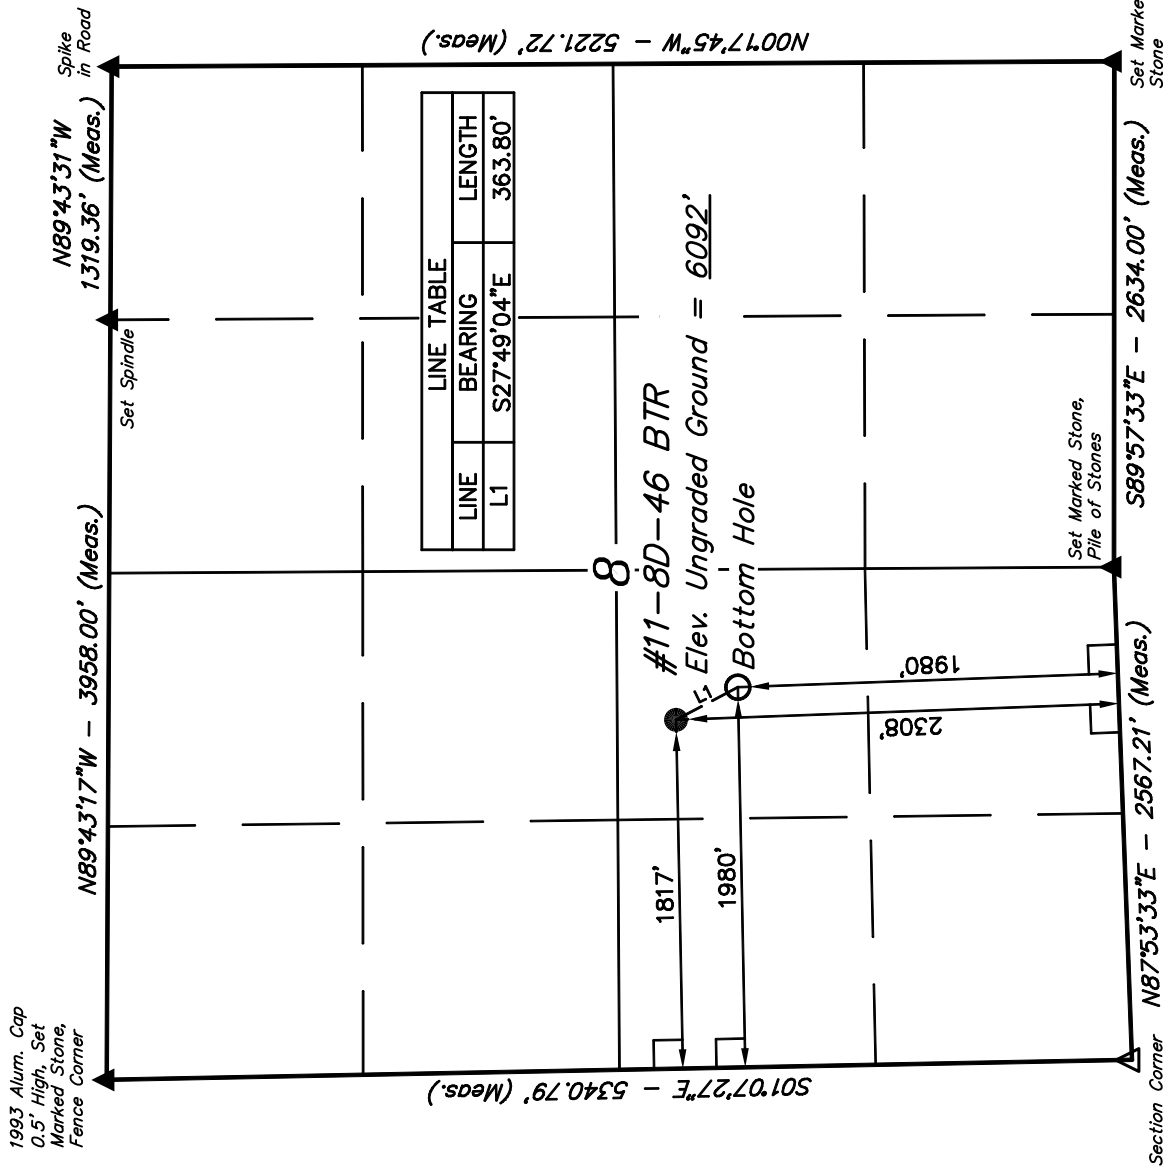 1993 Alum. Cap
0.5' High, Set
Marked Stone,
Fence Corner
N89°43'17"W - 3958.00' (Meas.)
Set Spindle
N89°43'31"W
1319.36' (Meas.)
Spike
in Road
S01°07'27"E - 5340.79' (Meas.)
N00°17'45"W - 5221.72' (Meas.)
LINE TABLE
LINE BEARING LENGTH
L1 S27°49'04"E 363.80'
8
#11-8D-46 BTR
Elev. Ungraded Ground = 6092'
Bottom Hole
L1
1817'
1980'
2308'
1980'
Set Marked Stone,
Pile of Stones
Section Corner
N87°53'33"E - 2567.21' (Meas.)
S89°57'33"E - 2634.00' (Meas.)
Set Marke
Stone